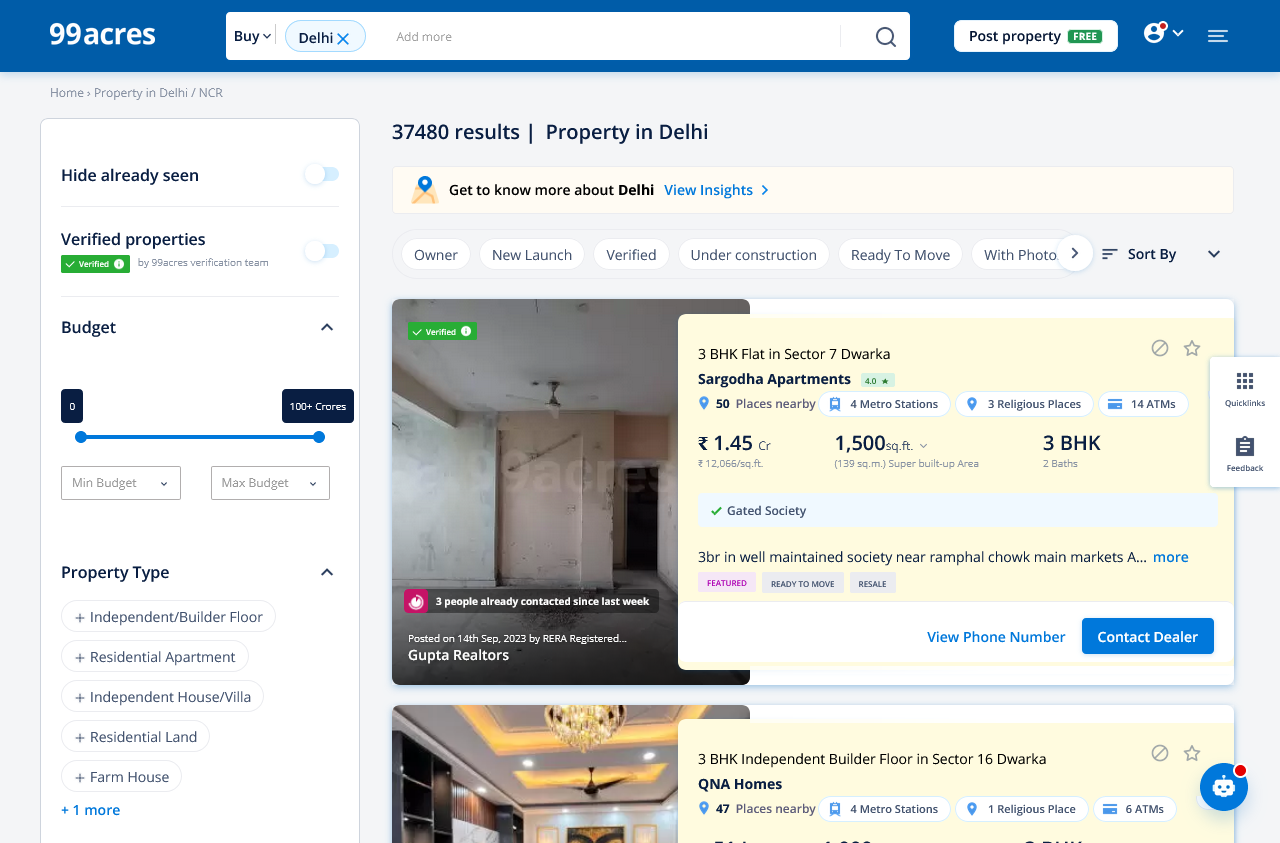 99acres
Buy
Delhi
Add more
Post property FREE
Home › Property in Delhi / NCR
Hide already seen
Verified properties
Verified
by 99acres verification team
Budget
0
100+ Crores
Min Budget
Max Budget
Property Type
+ Independent/Builder Floor
+ Residential Apartment
+ Independent House/Villa
+ Residential Land
+ Farm House
+ 1 more
37480 results | Property in Delhi
Get to know more about Delhi View Insights
Owner
New Launch
Verified
Under construction
Ready To Move
With Photo
Sort By
Verified
99acres
3 people already contacted since last week
Posted on 14th Sep, 2023 by RERA Registered...
Gupta Realtors
3 BHK Flat in Sector 7 Dwarka
Sargodha Apartments 4.0 ★
50 Places nearby
4 Metro Stations
3 Religious Places
14 ATMs
₹ 1.45 Cr
₹ 12,066/sq.ft.
1,500sq.ft.
(139 sq.m.) Super built-up Area
3 BHK
2 Baths
Gated Society
3br in well maintained society near ramphal chowk main markets A... more
FEATURED
READY TO MOVE
RESALE
View Phone Number
Contact Dealer
Quicklinks
Feedback
3 BHK Independent Builder Floor in Sector 16 Dwarka
QNA Homes
47 Places nearby
4 Metro Stations
1 Religious Place
6 ATMs